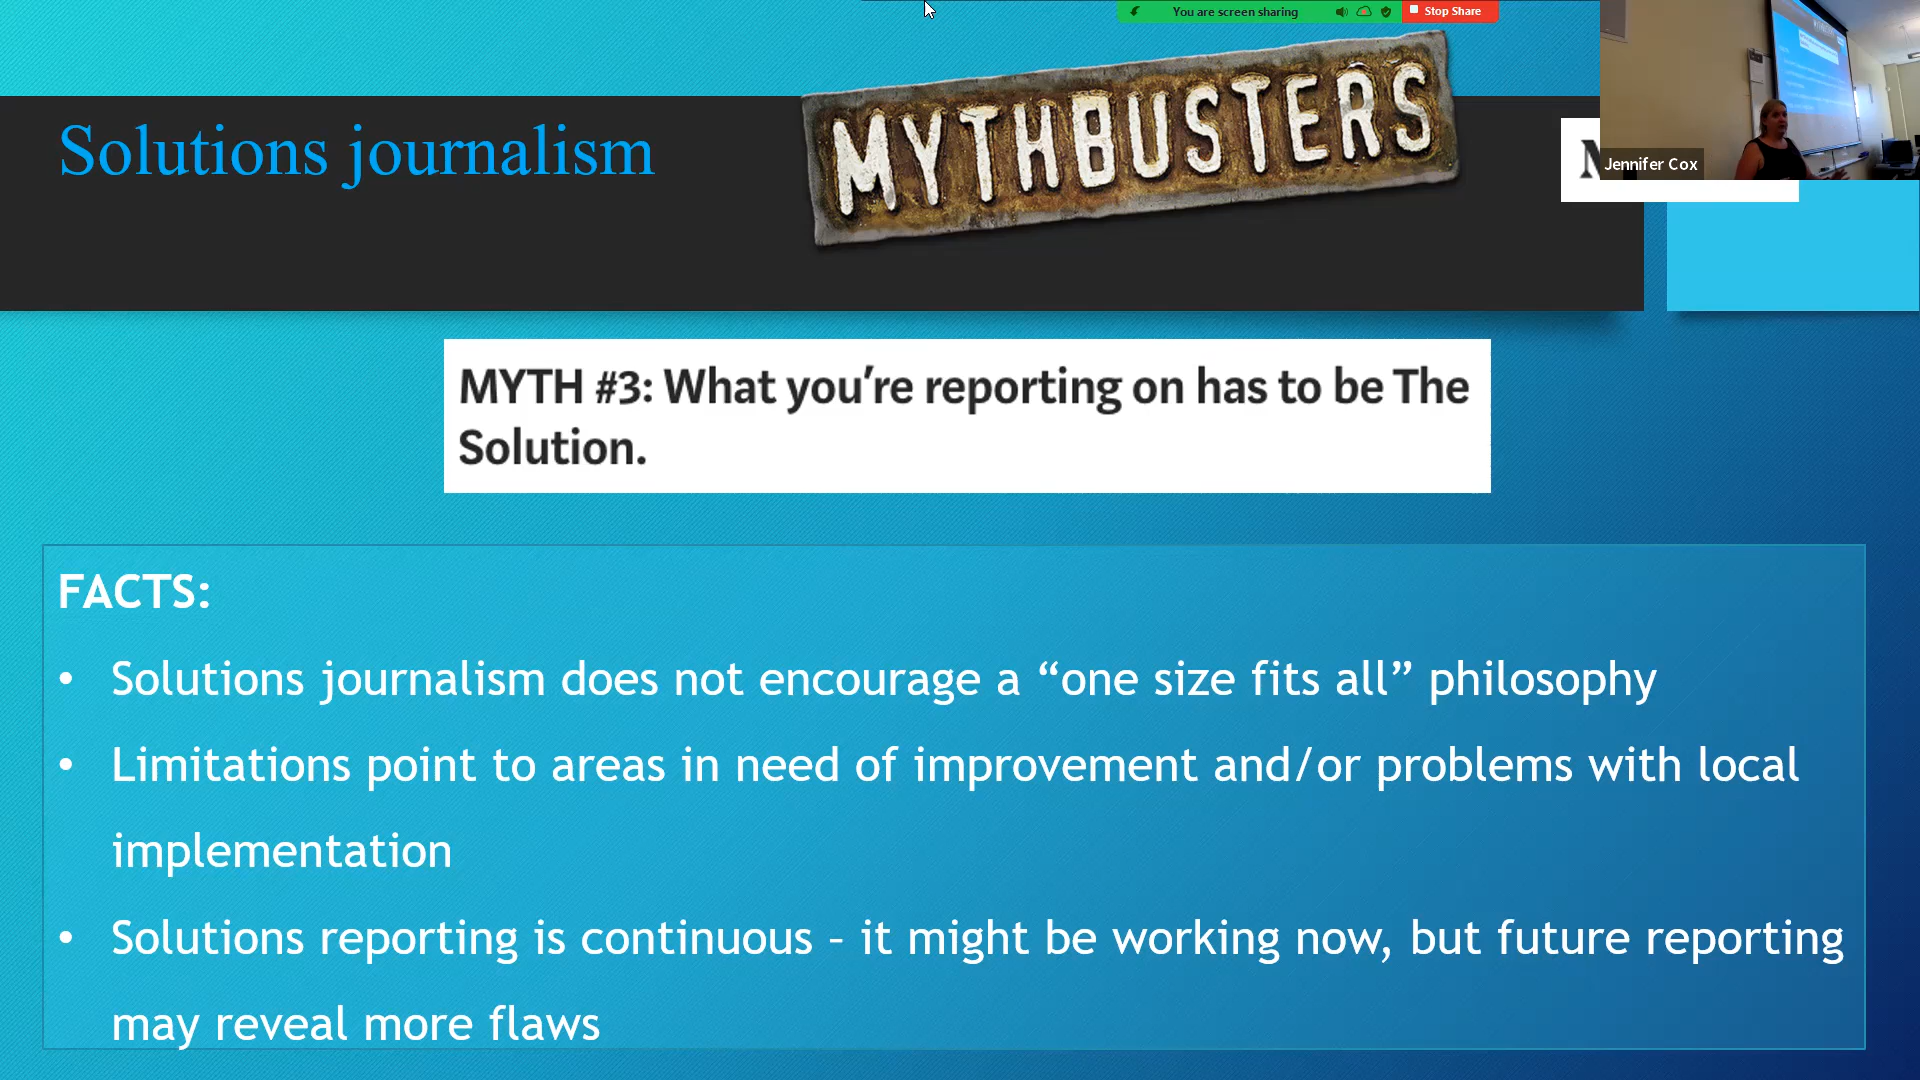 You are screen sharing
Stop Share
Solutions journalism
MYTHBUSTERS
Jennifer Cox
MYTH #3: What you’re reporting on has to be The
Solution.
FACTS:
• Solutions journalism does not encourage a “one size fits all” philosophy
• Limitations point to areas in need of improvement and/or problems with local
implementation
• Solutions reporting is continuous – it might be working now, but future reporting
may reveal more flaws